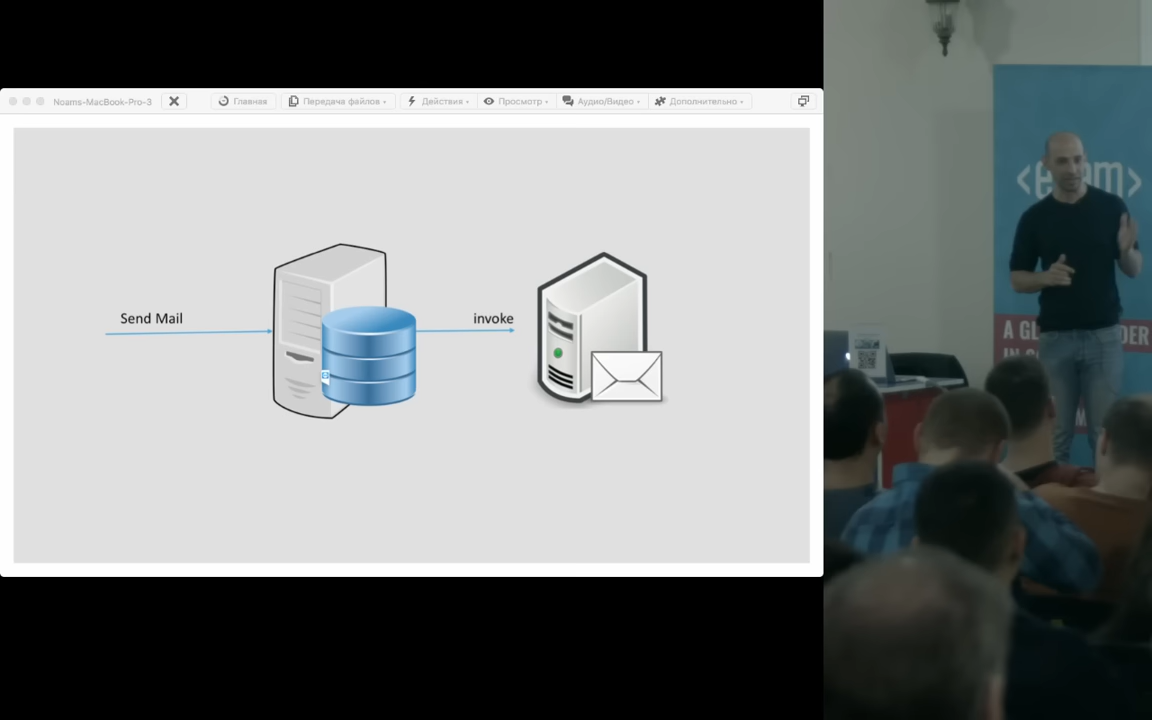 Noams-MacBook-Pro-3
Главная
Передача файлов
Действия
Просмотр
Аудио/Видео
Дополнительно
Send Mail
invoke
A GL DER